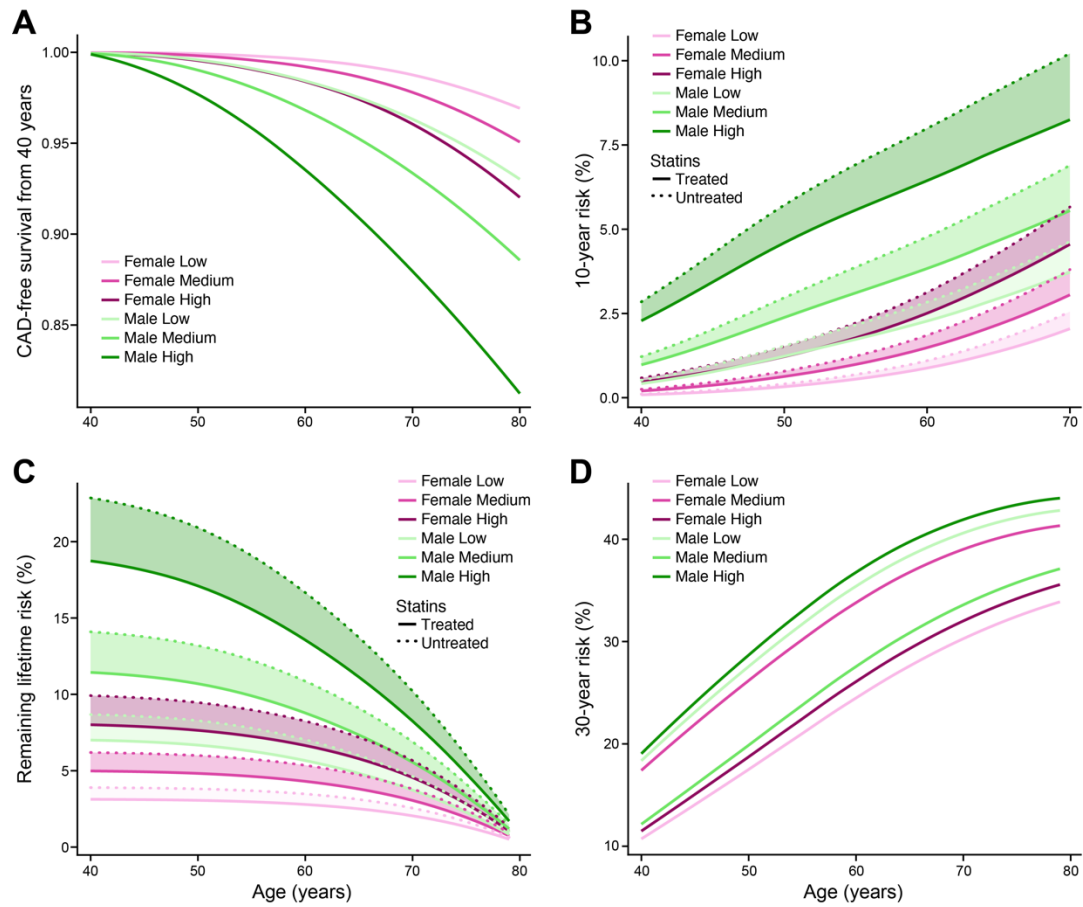 A
CAD-free survival from 40 years
1.00
0.95
0.90
0.85
Female Low
Female Medium
Female High
Male Low
Male Medium
Male High
40 50 60 70 80
B
10-year risk (%)
10.0
7.5
5.0
2.5
0.0
Female Low
Female Medium
Female High
Male Low
Male Medium
Male High
Statins
Treated
Untreated
40 50 60 70
C
Remaining lifetime risk (%)
20
15
10
5
0
Female Low
Female Medium
Female High
Male Low
Male Medium
Male High
Statins
Treated
Untreated
40 50 60 70 80
Age (years)
D
30-year risk (%)
40
30
20
10
Female Low
Female Medium
Female High
Male Low
Male Medium
Male High
40 50 60 70 80
Age (years)